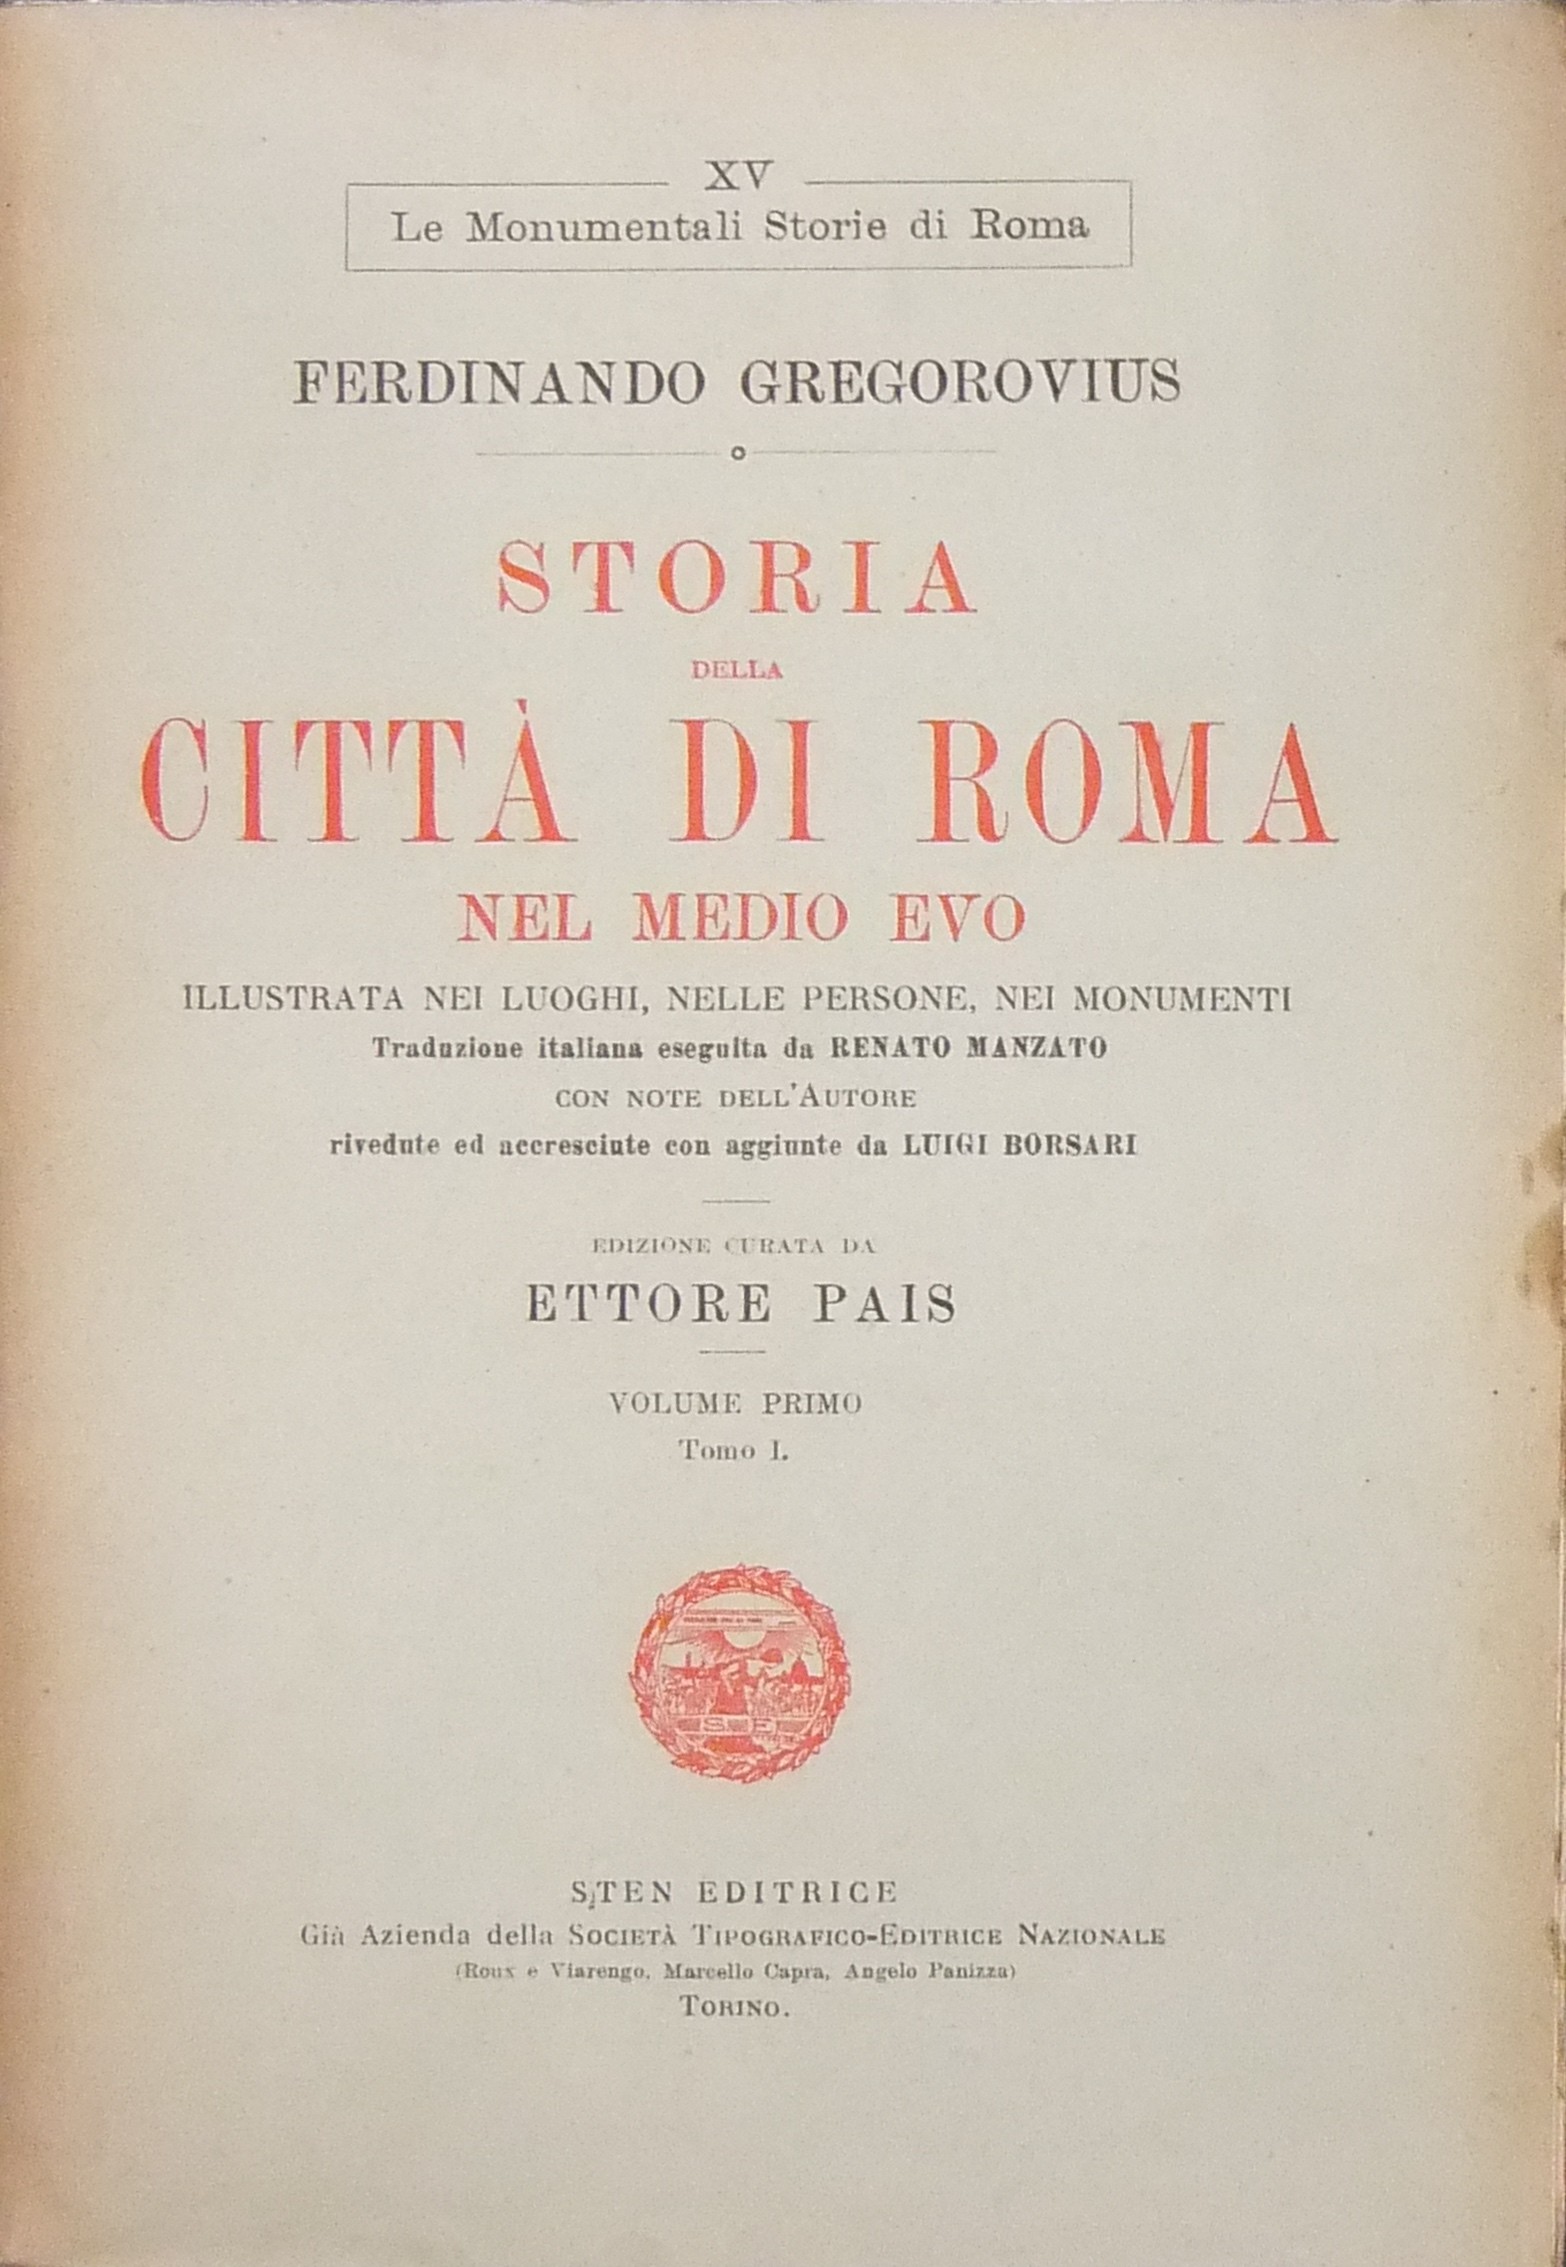 XV
Le Monumentali Storie di Roma
FERDINANDO GREGOROVIUS
STORIA
DELLA
CITTÀ DI ROMA
NEL MEDIO EVO
ILLUSTRATA NEI LUOGHI, NELLE PERSONE, NEI MONUMENTI
Traduzione italiana eseguita da RENATO MANZATO
CON NOTE DELL'AUTORE
rivedute ed accresciute con aggiunte da LUIGI BORSARI
EDIZIONE CURATA DA
ETTORE PAIS
VOLUME PRIMO
Tomo I.
S E
S.TEN EDITRICE
Già Azienda della SOCIETÀ TIPOGRAFICO-EDITRICE NAZIONALE
(Roux e Viarengo, Marcello Capra, Angelo Panizza)
TORINO.